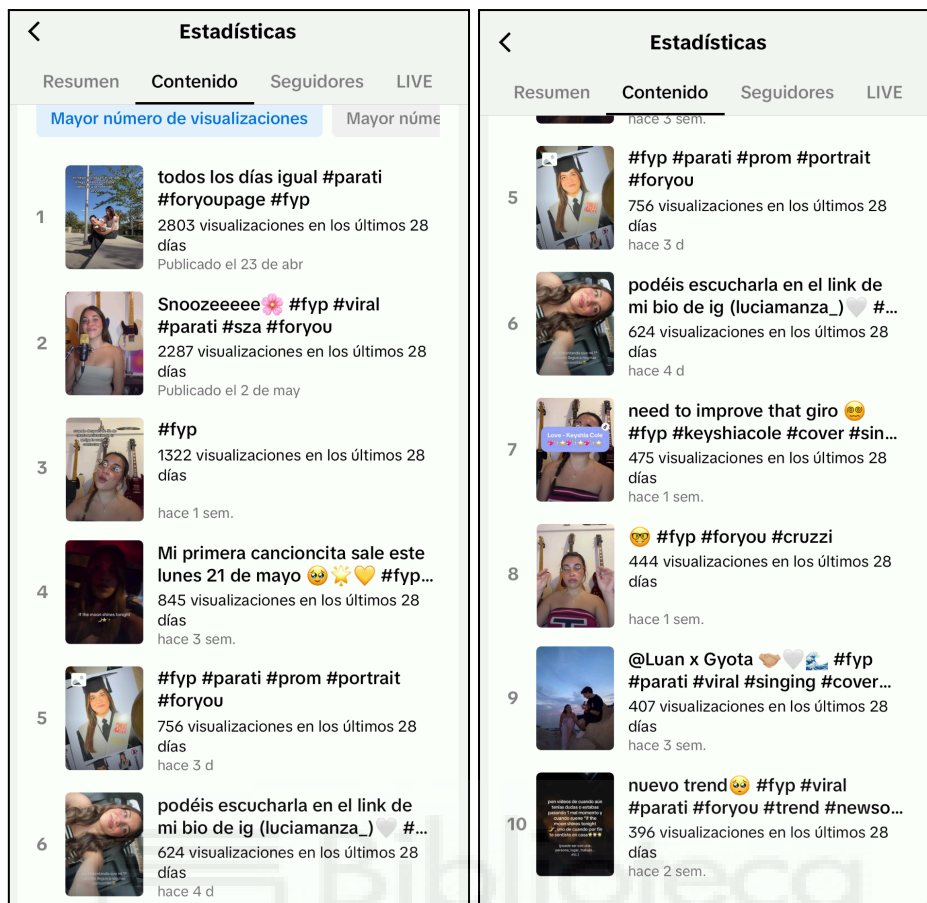 Estadísticas
Resumen Contenido Seguidores LIVE
Mayor número de visualizaciones Mayor núme
1
todos los días igual #parati
#foryoupage #fyp
2803 visualizaciones en los últimos 28
días
Publicado el 23 de abr
2
Snoozeeeee🌸 #fyp #viral
#parati #sza #foryou
2287 visualizaciones en los últimos 28
días
Publicado el 2 de may
3
#fyp
1322 visualizaciones en los últimos 28
días
hace 1 sem.
4
Mi primera cancioncita sale este
lunes 21 de mayo 🥹🌟💛 #fyp...
845 visualizaciones en los últimos 28
días
hace 3 sem.
if the moon shines tonight
5
#fyp #parati #prom #portrait
#foryou
756 visualizaciones en los últimos 28
días
hace 3 d
6
podéis escucharla en el link de
mi bio de ig (luciamanza_)🤍 #...
624 visualizaciones en los últimos 28
días
hace 4 d
Estadísticas
Resumen Contenido Seguidores LIVE
hace 3 sem.
5
#fyp #parati #prom #portrait
#foryou
756 visualizaciones en los últimos 28
días
hace 3 d
6
podéis escucharla en el link de
mi bio de ig (luciamanza_)🤍 #...
624 visualizaciones en los últimos 28
días
hace 4 d
7
Love - Keyshia Cole
need to improve that giro 😵‍💫
#fyp #keyshiacole #cover #sin...
475 visualizaciones en los últimos 28
días
hace 1 sem.
8
🤓 #fyp #foryou #cruzzi
444 visualizaciones en los últimos 28
días
hace 1 sem.
9
@Luan x Gyota 🫱🏼‍🫲🏼🤍🌊 #fyp
#parati #viral #singing #cover...
407 visualizaciones en los últimos 28
días
hace 3 sem.
10
nuevo trend🥹 #fyp #viral
#parati #foryou #trend #newso...
396 visualizaciones en los últimos 28
días
hace 2 sem.
Biblioteca